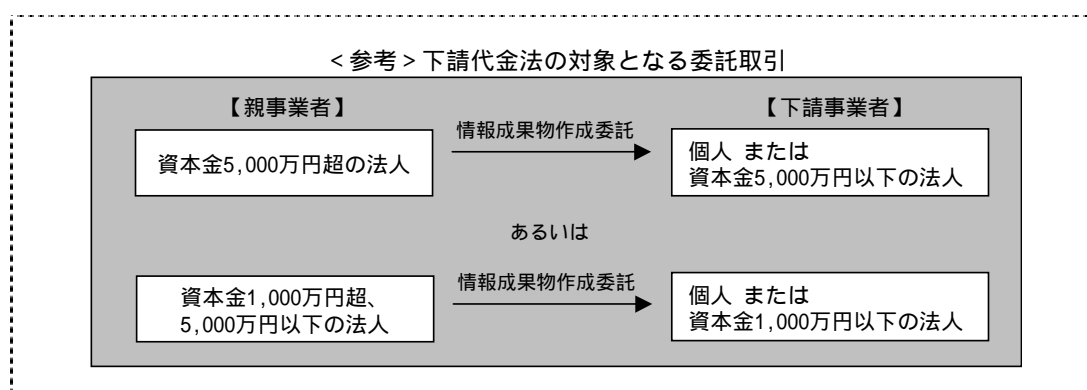 <参考>下請代金法の対象となる委託取引
【親事業者】
【下請事業者】
資本金5,000万円超の法人
情報成果物作成委託
個人 または
資本金5,000万円以下の法人
あるいは
資本金1,000万円超、
5,000万円以下の法人
情報成果物作成委託
個人 または
資本金1,000万円以下の法人